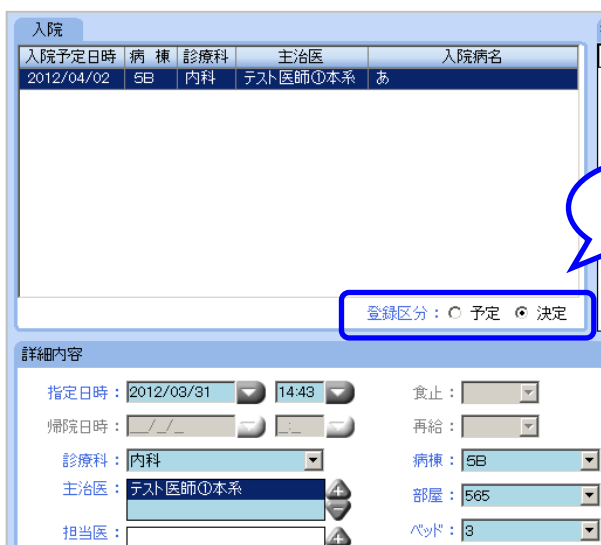 入院
入院予定日時 病 棟 診療科 主治医 入院病名
2012/04/02 5B 内科 テスト医師①本系 あ
登録区分： 予定 決定
詳細内容
指定日時： 2012/03/31 14:43 食止：
帰院日時： _/_/_ _:_ 再給：
診療科： 内科 病棟： 5B
主治医： テスト医師①本系 部屋： 565
担当医： ベッド： 3